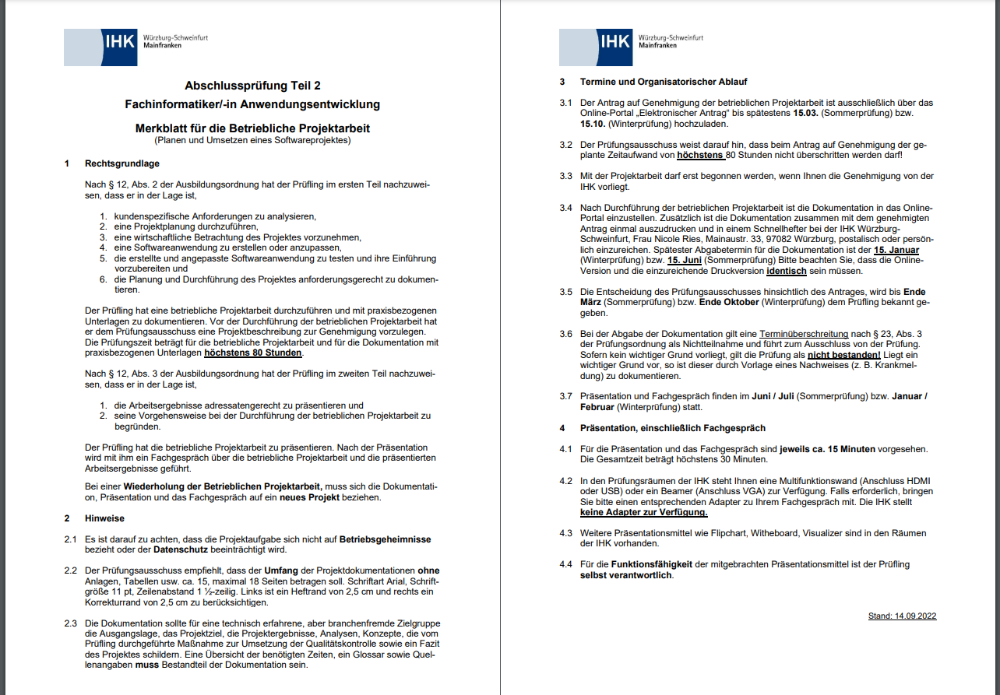 IHK Würzburg-Schweinfurt
Mainfranken
Abschlussprüfung Teil 2
Fachinformatiker/-in Anwendungsentwicklung
Merkblatt für die Betriebliche Projektarbeit
(Planen und Umsetzen eines Softwareprojektes)
1 Rechtsgrundlage
Nach § 12, Abs. 2 der Ausbildungsordnung hat der Prüfling im ersten Teil nachzuwei-
sen, dass er in der Lage ist,
1. kundenspezifische Anforderungen zu analysieren,
2. eine Projektplanung durchzuführen,
3. eine wirtschaftliche Betrachtung des Projektes vorzunehmen,
4. eine Softwareanwendung zu erstellen oder anzupassen,
5. die erstellte und angepasste Softwareanwendung zu testen und ihre Einführung
vorzubereiten und
6. die Planung und Durchführung des Projektes anforderungsgerecht zu dokumen-
tieren.
Der Prüfling hat eine betriebliche Projektarbeit durchzuführen und mit praxisbezogenen
Unterlagen zu dokumentieren. Vor der Durchführung der betrieblichen Projektarbeit hat
er dem Prüfungsausschuss eine Projektbeschreibung zur Genehmigung vorzulegen.
Die Prüfungszeit beträgt für die betriebliche Projektarbeit und für die Dokumentation mit
praxisbezogenen Unterlagen höchstens 80 Stunden.
Nach § 12, Abs. 3 der Ausbildungsordnung hat der Prüfling im zweiten Teil nachzuwei-
sen, dass er in der Lage ist,
1. die Arbeitsergebnisse adressatengerecht zu präsentieren und
2. seine Vorgehensweise bei der Durchführung der betrieblichen Projektarbeit zu
begründen.
Der Prüfling hat die betriebliche Projektarbeit zu präsentieren. Nach der Präsentation
wird mit ihm ein Fachgespräch über die betriebliche Projektarbeit und die präsentierten
Arbeitsergebnisse geführt.
Bei einer Wiederholung der Betrieblichen Projektarbeit, muss sich die Dokumentati-
on, Präsentation und das Fachgespräch auf ein neues Projekt beziehen.
2 Hinweise
2.1 Es ist darauf zu achten, dass die Projektaufgabe sich nicht auf Betriebsgeheimnisse
bezieht oder der Datenschutz beeinträchtigt wird.
2.2 Der Prüfungsausschuss empfiehlt, dass der Umfang der Projektdokumentationen ohne
Anlagen, Tabellen usw. ca. 15, maximal 18 Seiten betragen soll. Schriftart Arial, Schrift-
größe 11 pt, Zeilenabstand 1 ½-zeilig. Links ist ein Heftrand von 2,5 cm und rechts ein
Korrekturrand von 2,5 cm zu berücksichtigen.
2.3 Die Dokumentation sollte für eine technisch erfahrene, aber branchenfremde Zielgruppe
die Ausgangslage, das Projektziel, die Projektergebnisse, Analysen, Konzepte, die vom
Prüfling durchgeführte Maßnahme zur Umsetzung der Qualitätskontrolle sowie ein Fazit
des Projektes schildern. Eine Übersicht der benötigten Zeiten, ein Glossar sowie Quel-
lenangaben muss Bestandteil der Dokumentation sein.
IHK Würzburg-Schweinfurt
Mainfranken
3 Termine und Organisatorischer Ablauf
3.1 Der Antrag auf Genehmigung der betrieblichen Projektarbeit ist ausschließlich über das
Online-Portal „Elektronischer Antrag“ bis spätestens 15.03. (Sommerprüfung) bzw.
15.10. (Winterprüfung) hochzuladen.
3.2 Der Prüfungsausschuss weist darauf hin, dass beim Antrag auf Genehmigung der ge-
plante Zeitaufwand von höchstens 80 Stunden nicht überschritten werden darf!
3.3 Mit der Projektarbeit darf erst begonnen werden, wenn Ihnen die Genehmigung von der
IHK vorliegt.
3.4 Nach Durchführung der betrieblichen Projektarbeit ist die Dokumentation in das Online-
Portal einzustellen. Zusätzlich ist die Dokumentation zusammen mit dem genehmigten
Antrag einmal auszudrucken und in einem Schnellhefter bei der IHK Würzburg-
Schweinfurt, Frau Nicole Ries, Mainaustr. 33, 97082 Würzburg, postalisch oder persön-
lich einzureichen. Spätester Abgabetermin für die Dokumentation ist der 15. Januar
(Winterprüfung) bzw. 15. Juni (Sommerprüfung) Bitte beachten Sie, dass die Online-
Version und die einzureichende Druckversion identisch sein müssen.
3.5 Die Entscheidung des Prüfungsausschusses hinsichtlich des Antrages, wird bis Ende
März (Sommerprüfung) bzw. Ende Oktober (Winterprüfung) dem Prüfling bekannt ge-
geben.
3.6 Bei der Abgabe der Dokumentation gilt eine Terminüberschreitung nach § 23, Abs. 3
der Prüfungsordnung als Nichtteilnahme und führt zum Ausschluss von der Prüfung.
Sofern kein wichtiger Grund vorliegt, gilt die Prüfung als nicht bestanden! Liegt ein
wichtiger Grund vor, so ist dieser durch Vorlage eines Nachweises (z. B. Krankmel-
dung) zu dokumentieren.
3.7 Präsentation und Fachgespräch finden im Juni / Juli (Sommerprüfung) bzw. Januar /
Februar (Winterprüfung) statt.
4 Präsentation, einschließlich Fachgespräch
4.1 Für die Präsentation und das Fachgespräch sind jeweils ca. 15 Minuten vorgesehen.
Die Gesamtzeit beträgt höchstens 30 Minuten.
4.2 In den Prüfungsräumen der IHK steht Ihnen eine Multifunktionswand (Anschluss HDMI
oder USB) oder ein Beamer (Anschluss VGA) zur Verfügung. Falls erforderlich, bringen
Sie bitte einen entsprechenden Adapter zu Ihrem Fachgespräch mit. Die IHK stellt
keine Adapter zur Verfügung.
4.3 Weitere Präsentationsmittel wie Flipchart, Witheboard, Visualizer sind in den Räumen
der IHK vorhanden.
4.4 Für die Funktionsfähigkeit der mitgebrachten Präsentationsmittel ist der Prüfling
selbst verantwortlich.
Stand: 14.09.2022